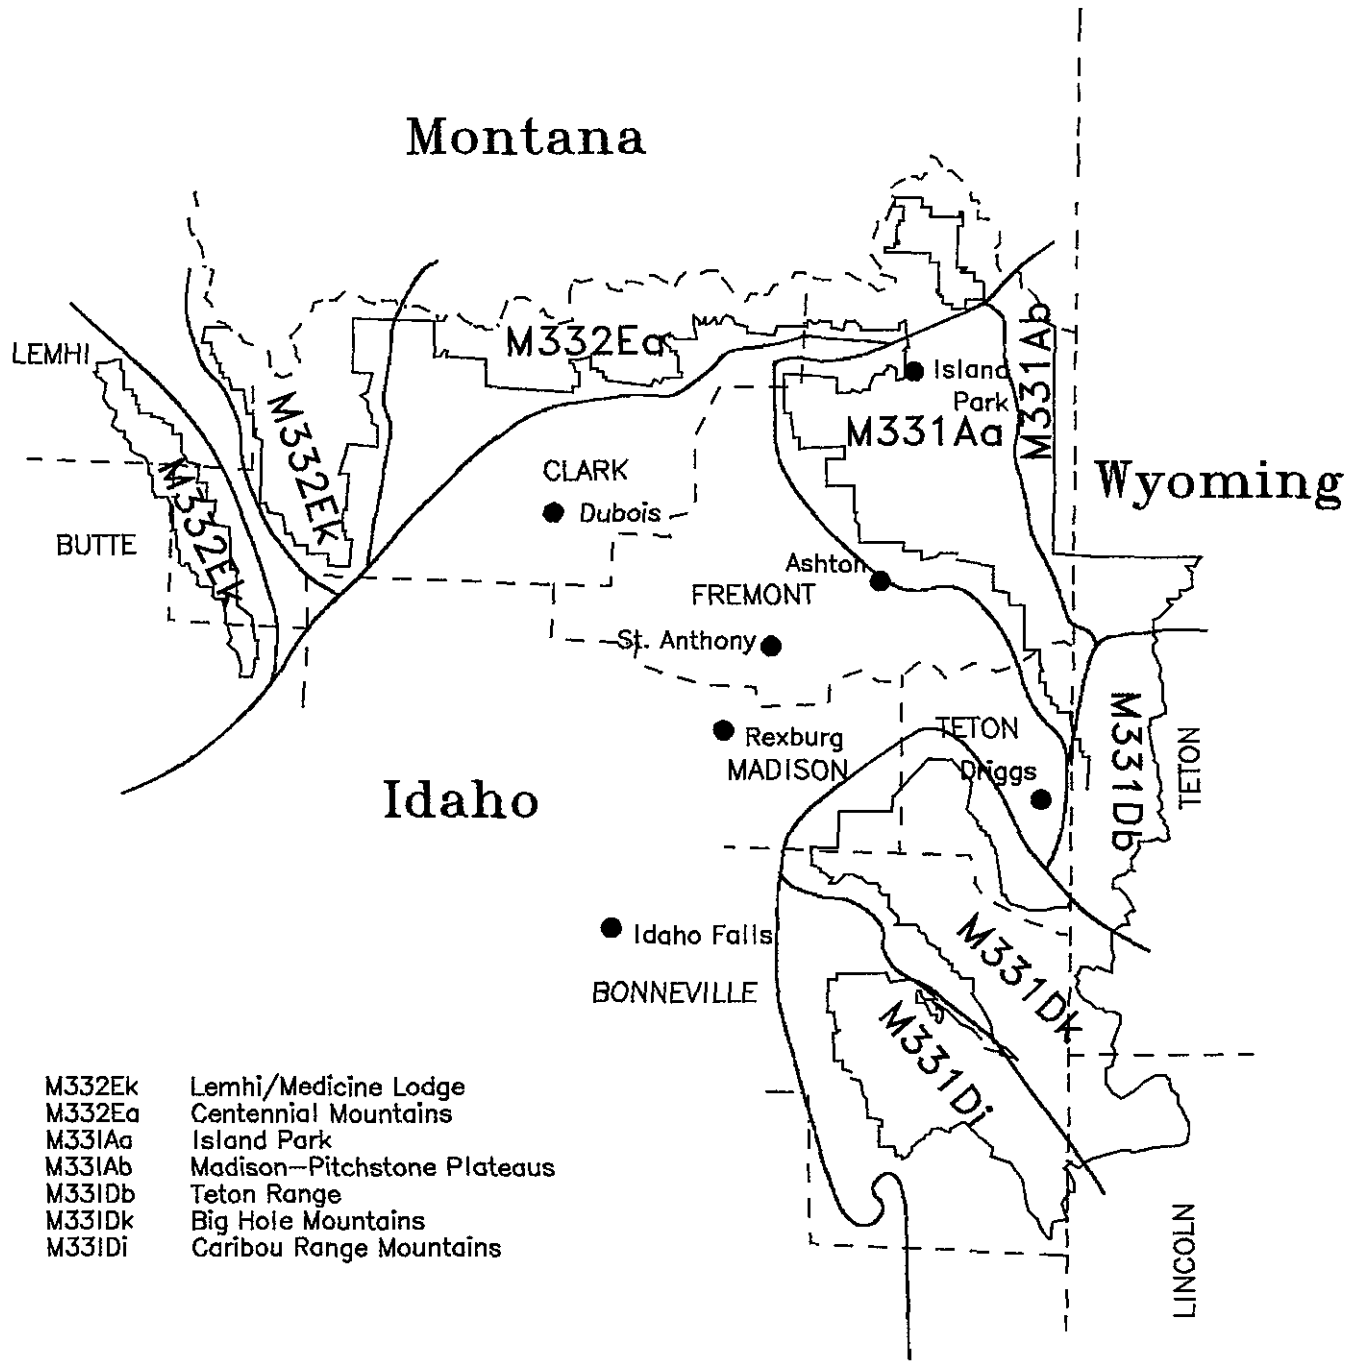 Montana
M332Ea
M331Ab
LEMHI
Island
Park
M332Ek
M331Aa
CLARK
Wyoming
M332Ek
Dubois
BUTTE
Ashton
FREMONT
St. Anthony
M331Db
TETON
TETON
Rexburg
MADISON
Driggs
Idaho
Idaho Falls
M331Dk
BONNEVILLE
M331Di
M332Ek Lemhi/Medicine Lodge
M332Ea Centennial Mountains
M331Aa Island Park
M331Ab Madison-Pitchstone Plateaus
M331Db Teton Range
M331Dk Big Hole Mountains
M331Di Caribou Range Mountains
LINCOLN